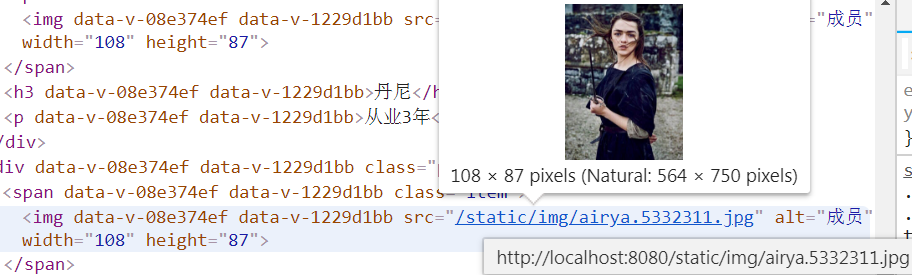 <img data-v-08e374ef data-v-1229d1bb src= ="成员"
width="108" height="87">
</span>
<h3 data-v-08e374ef data-v-1229d1bb>丹尼</h
<p data-v-08e374ef data-v-1229d1bb>从业3年<
/div>
div data-v-08e374ef data-v-1229d1bb class="
<span data-v-08e374ef data-v-1229d1bb class="item"
108 × 87 pixels (Natural: 564 × 750 pixels)
<img data-v-08e374ef data-v-1229d1bb src="/static/img/airya.5332311.jpg" alt="成员"
width="108" height="87">
http://localhost:8080/static/img/airya.5332311.jpg
</span>